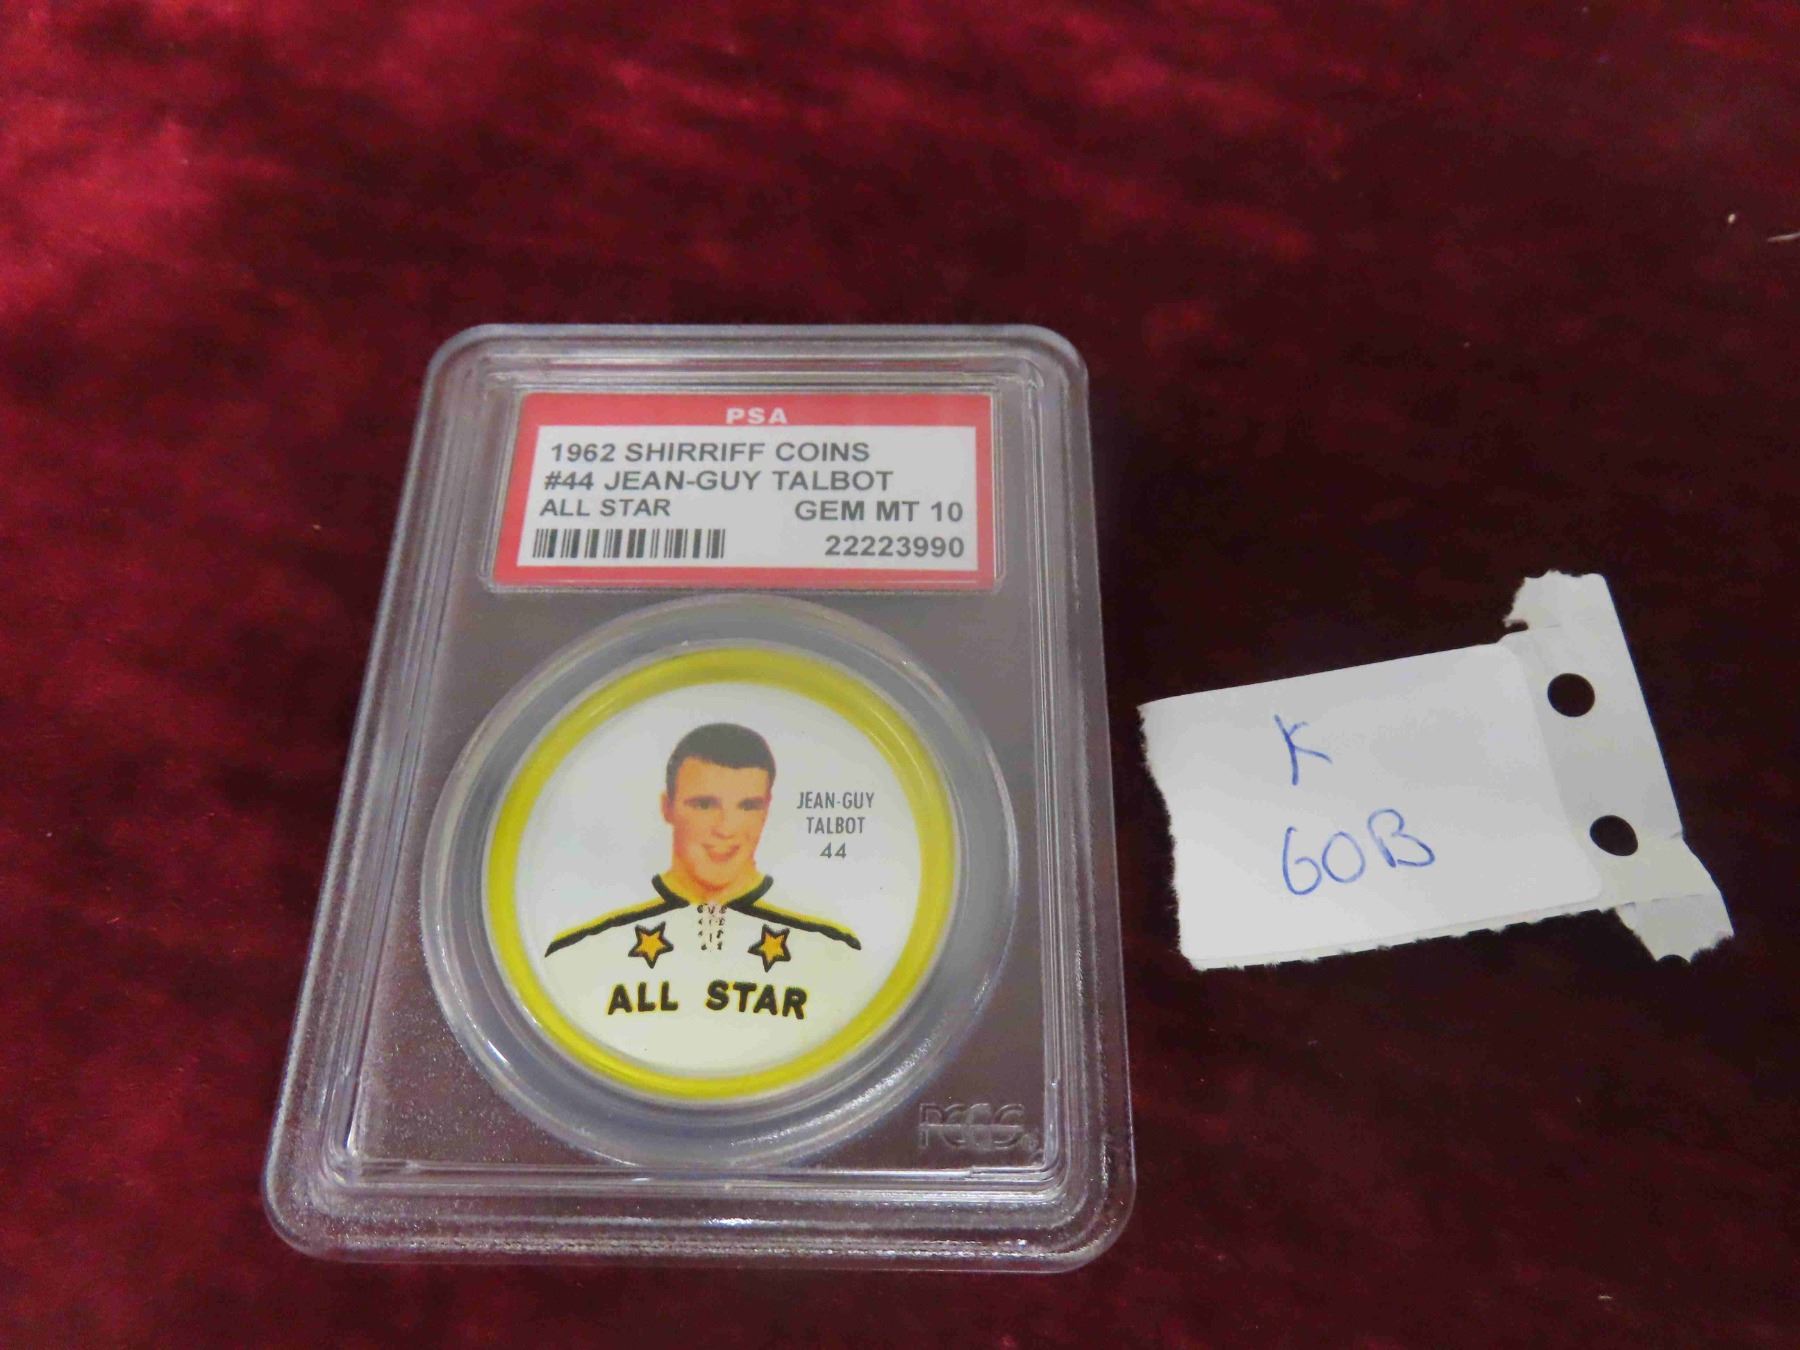 PSA
1962 SHIRRIFF COINS
#44 JEAN-GUY TALBOT
ALL STAR GEM MT 10
22223990
JEAN-GUY
TALBOT
44
ALL STAR
PCGS
K
60B